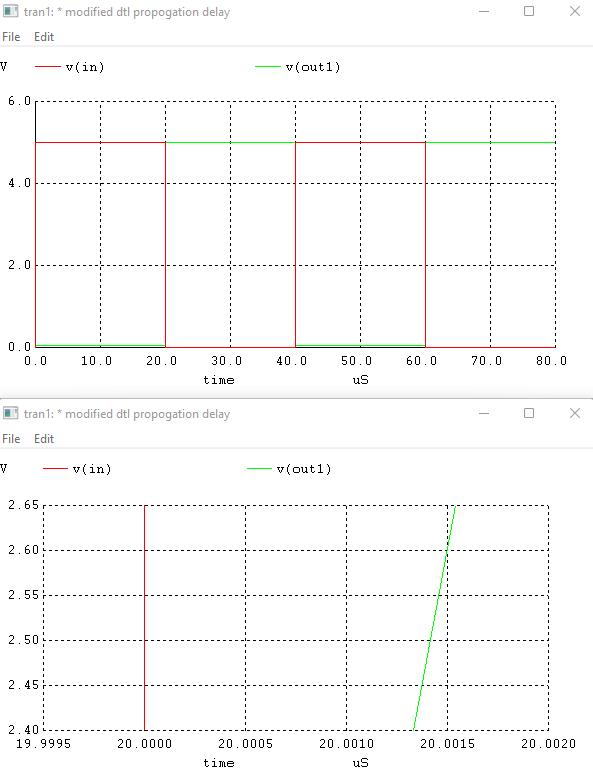 tran1: * modified dtl propogation delay
File Edit
V v(in) v(out1)
6.0
4.0
2.0
0.0
0.0 10.0 20.0 30.0 40.0 50.0 60.0 70.0 80.0
time uS
tran1: * modified dtl propogation delay
File Edit
V v(in) v(out1)
2.65
2.60
2.55
2.50
2.45
2.40
19.9995 20.0000 20.0005 20.0010 20.0015 20.0020
time uS